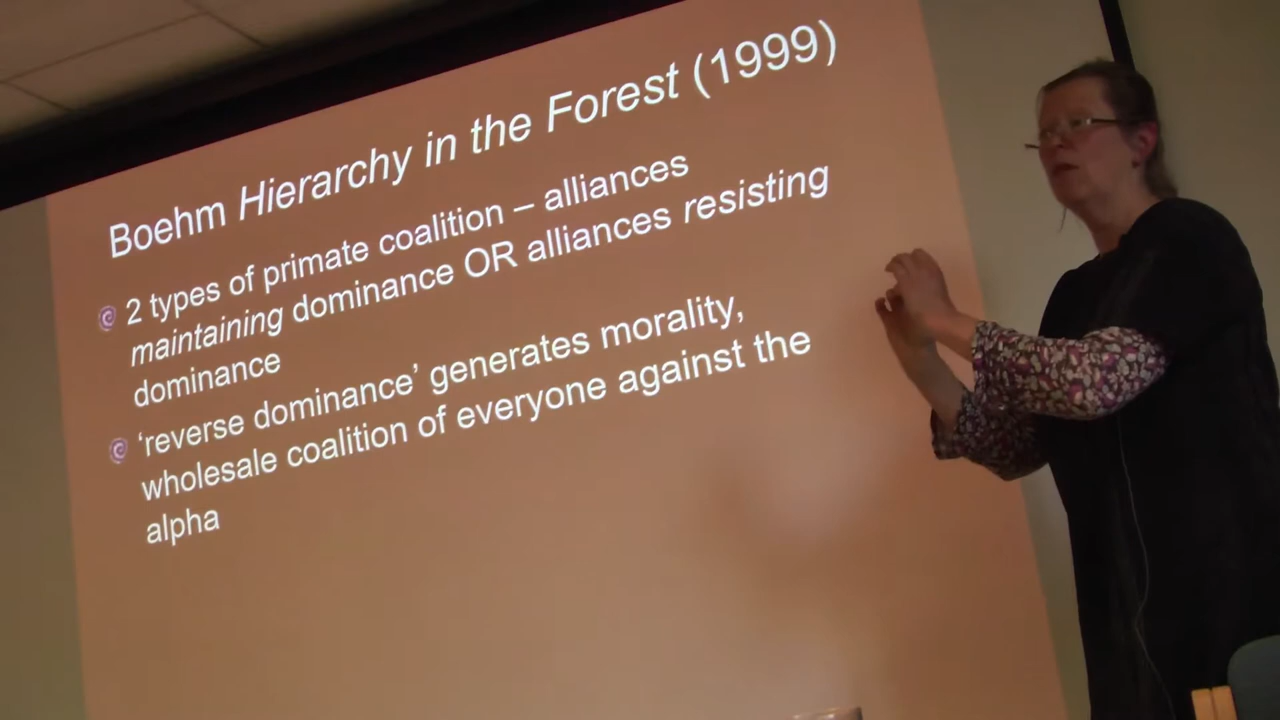 Boehm Hierarchy in the Forest (1999)
2 types of primate coalition – alliances
maintaining dominance OR alliances resisting
dominance
‘reverse dominance’ generates morality,
wholesale coalition of everyone against the
alpha